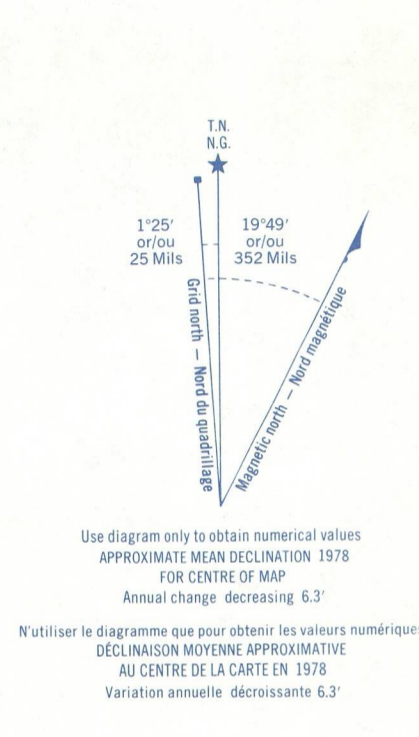 T.N.
N.G.
1°25′
or/ou
25 Mils
19°49′
or/ou
352 Mils
Grid north — Nord du quadrillage
Magnetic north — Nord magnétique
Use diagram only to obtain numerical values
APPROXIMATE MEAN DECLINATION 1978
FOR CENTRE OF MAP
Annual change decreasing 6.3′
N'utiliser le diagramme que pour obtenir les valeurs numériques
DÉCLINAISON MOYENNE APPROXIMATIVE
AU CENTRE DE LA CARTE EN 1978
Variation annuelle décroissante 6.3′